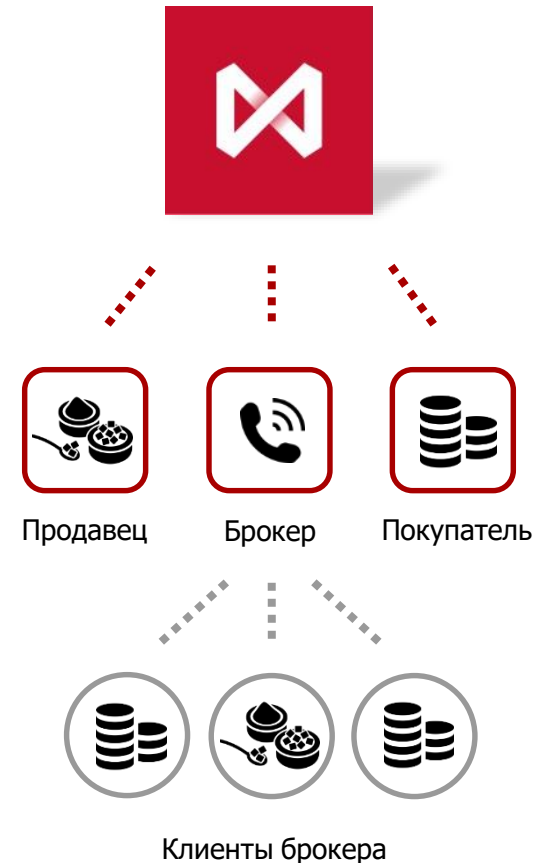 Продавец
Брокер
Покупатель
Клиенты брокера